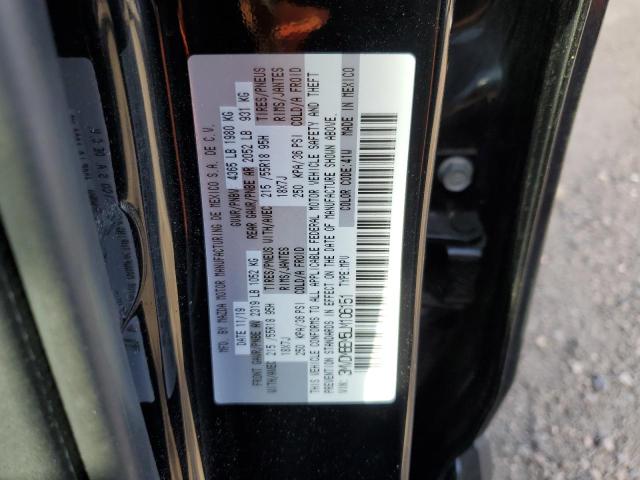 MFD. BY MAZDA MOTOR MANUFACTURING DE MEXICO S.A. DE C.V.
DATE: 11/19 GVWR/PNBV 4365 LB 1980 KG
FRONT GAWR/PNBE AV 2319 LB 1052 KG REAR GAWR/PNBE AR 2052 LB 931 KG
WITH/AVEC 215/55R18 95H TIRES/PNEUS WITH/AVEC 215/55R18 95H TIRES/PNEUS
18X7J RIMS/JANTES 18X7J RIMS/JANTES
250 KPA/36 PSI COLD/A FROID 250 KPA/36 PSI COLD/A FROID
THIS VEHICLE CONFORMS TO ALL APPLICABLE FEDERAL MOTOR VEHICLE SAFETY AND THEFT
PREVENTION STANDARDS IN EFFECT ON THE DATE OF MANUFACTURE SHOWN ABOVE.
VIN: TYPE:MPV COLOR CODE:41W MADE IN MEXICO